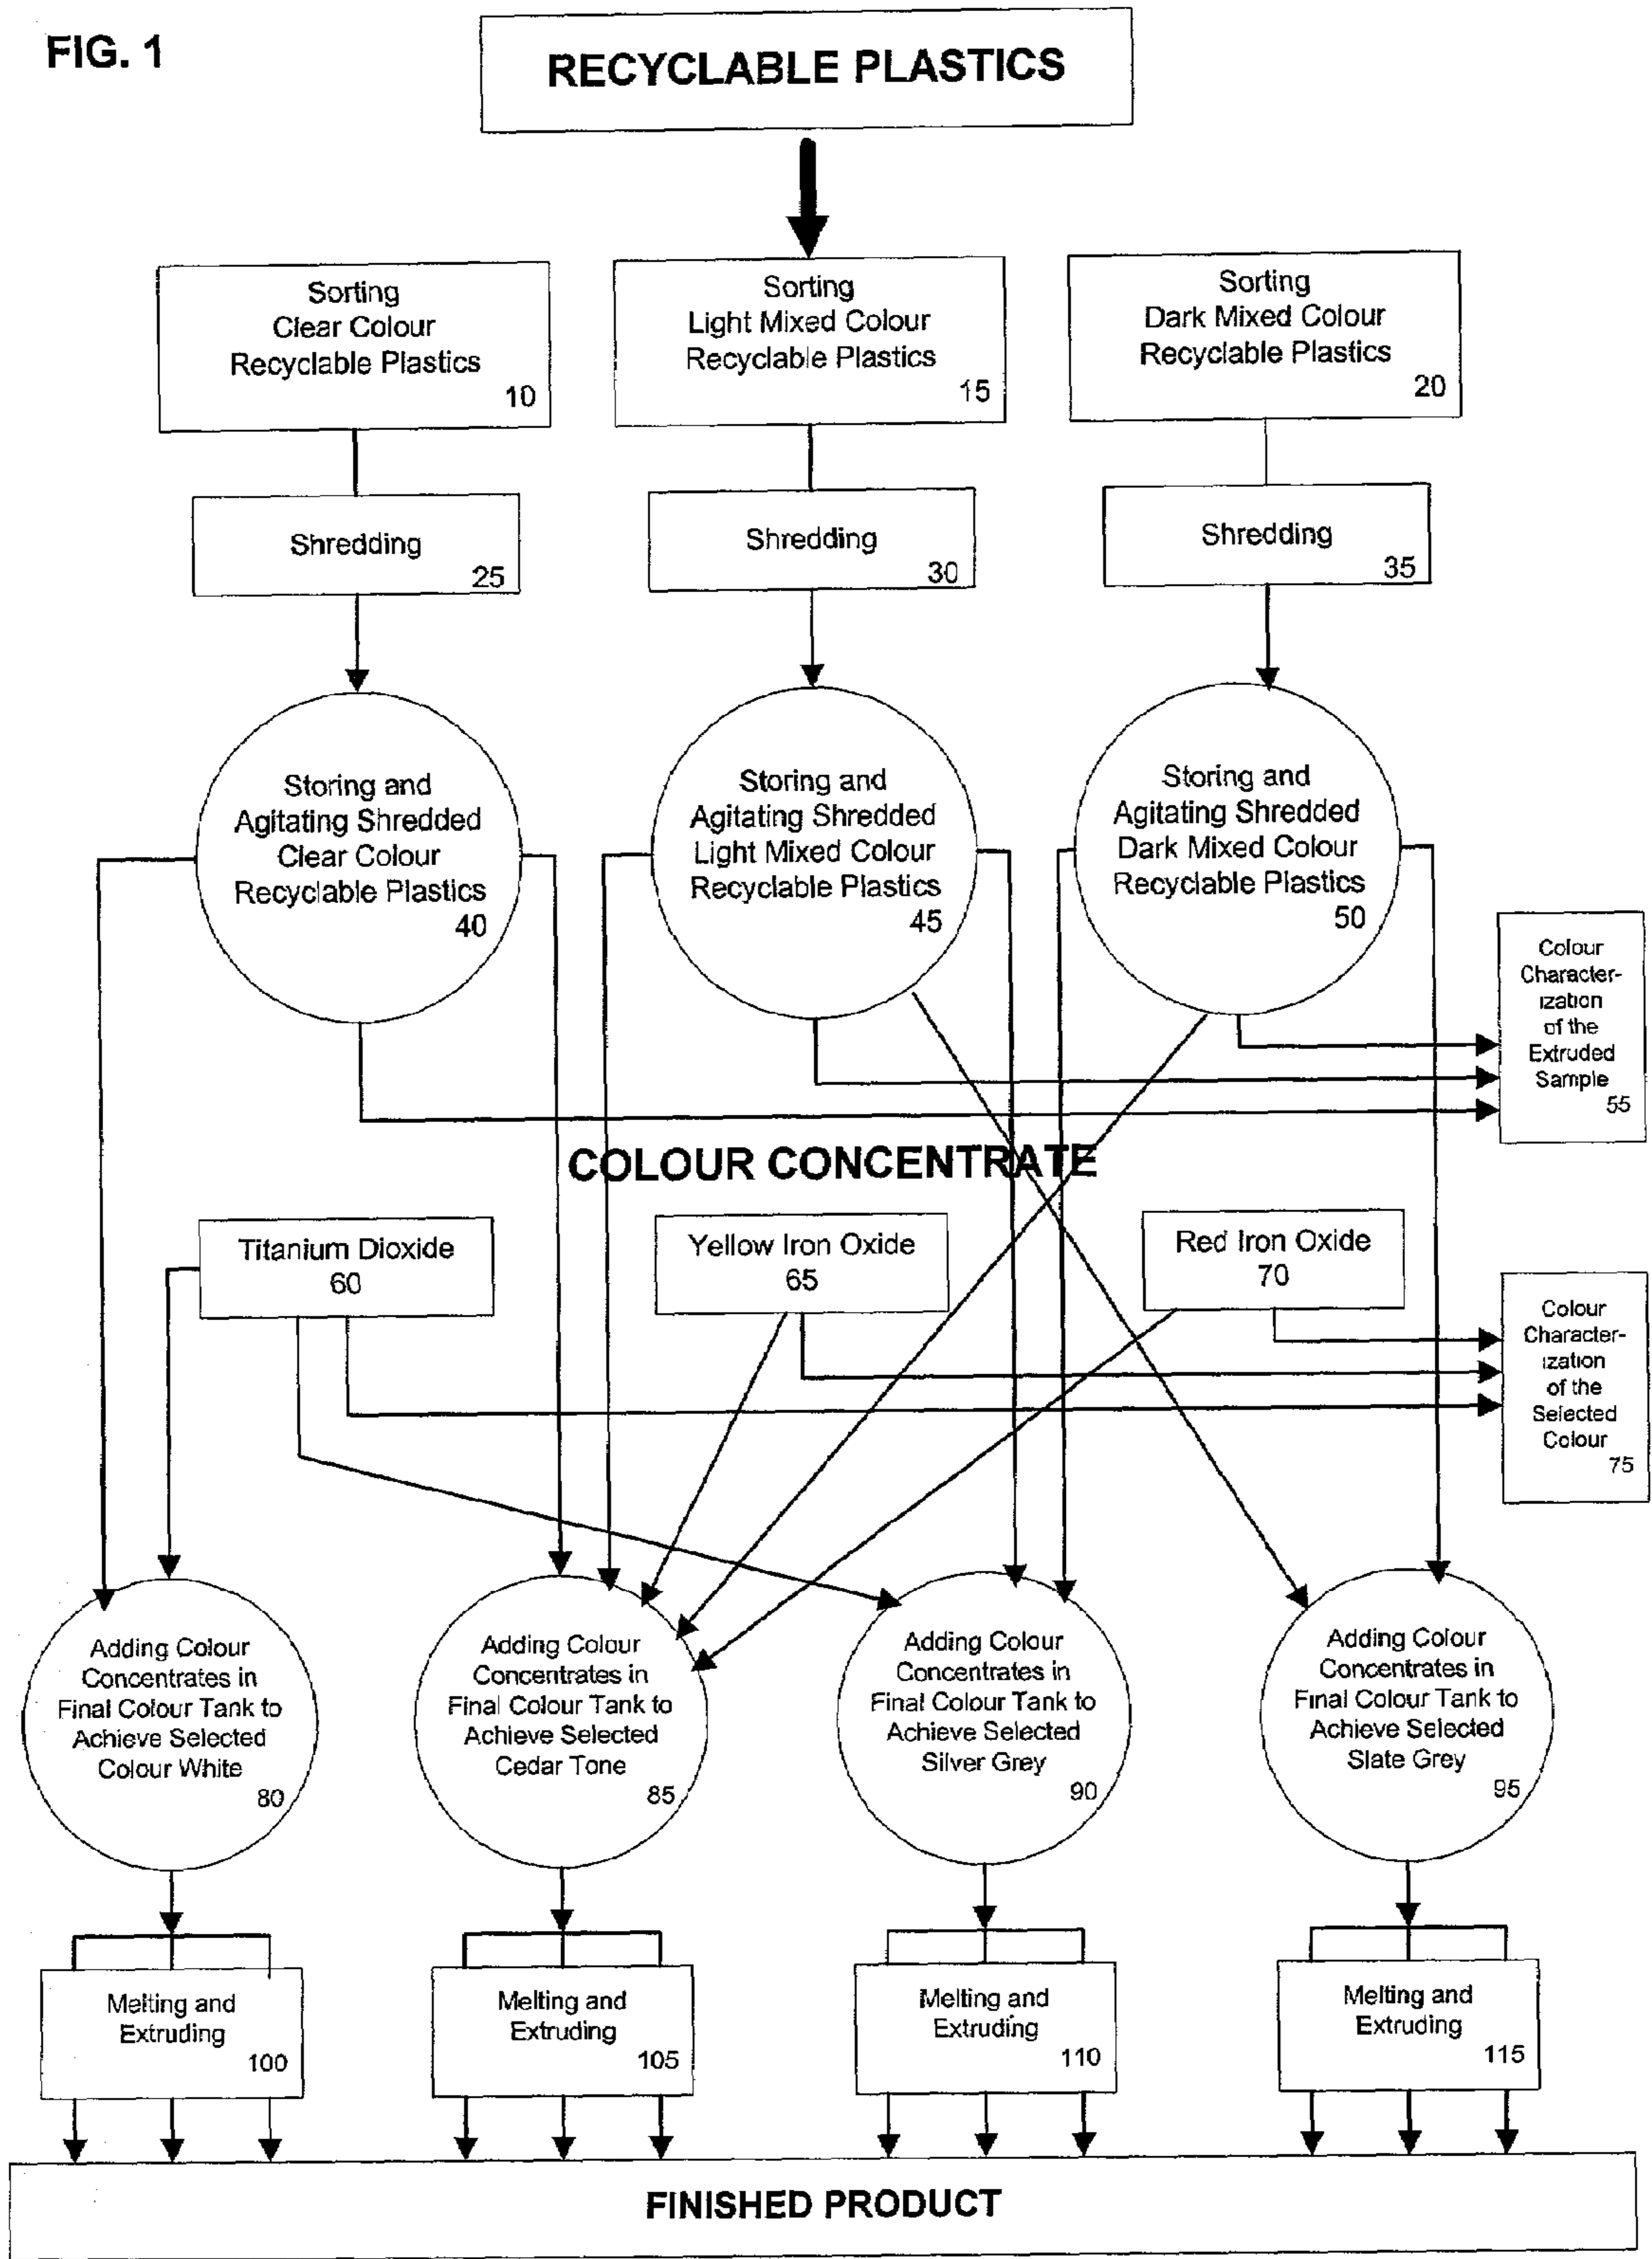 FIG. 1
RECYCLABLE PLASTICS
Sorting
Clear Colour
Recyclable Plastics
10
Sorting
Light Mixed Colour
Recyclable Plastics
15
Sorting
Dark Mixed Colour
Recyclable Plastics
20
Shredding
25
Shredding
30
Shredding
35
Storing and
Agitating Shredded
Clear Colour
Recyclable Plastics
40
Storing and
Agitating Shredded
Light Mixed Colour
Recyclable Plastics
45
Storing and
Agitating Shredded
Dark Mixed Colour
Recyclable Plastics
50
Colour
Character-
ization
of the
Extruded
Sample
55
COLOUR CONCENTRATE
Titanium Dioxide
60
Yellow Iron Oxide
65
Red Iron Oxide
70
Colour
Character-
ization
of the
Selected
Colour
75
Adding Colour
Concentrates in
Final Colour Tank to
Achieve Selected
Colour White
80
Adding Colour
Concentrates in
Final Colour Tank to
Achieve Selected
Cedar Tone
85
Adding Colour
Concentrates in
Final Colour Tank to
Achieve Selected
Silver Grey
90
Adding Colour
Concentrates in
Final Colour Tank to
Achieve Selected
Slate Grey
95
Melting and
Extruding
100
Melting and
Extruding
105
Melting and
Extruding
110
Melting and
Extruding
115
FINISHED PRODUCT